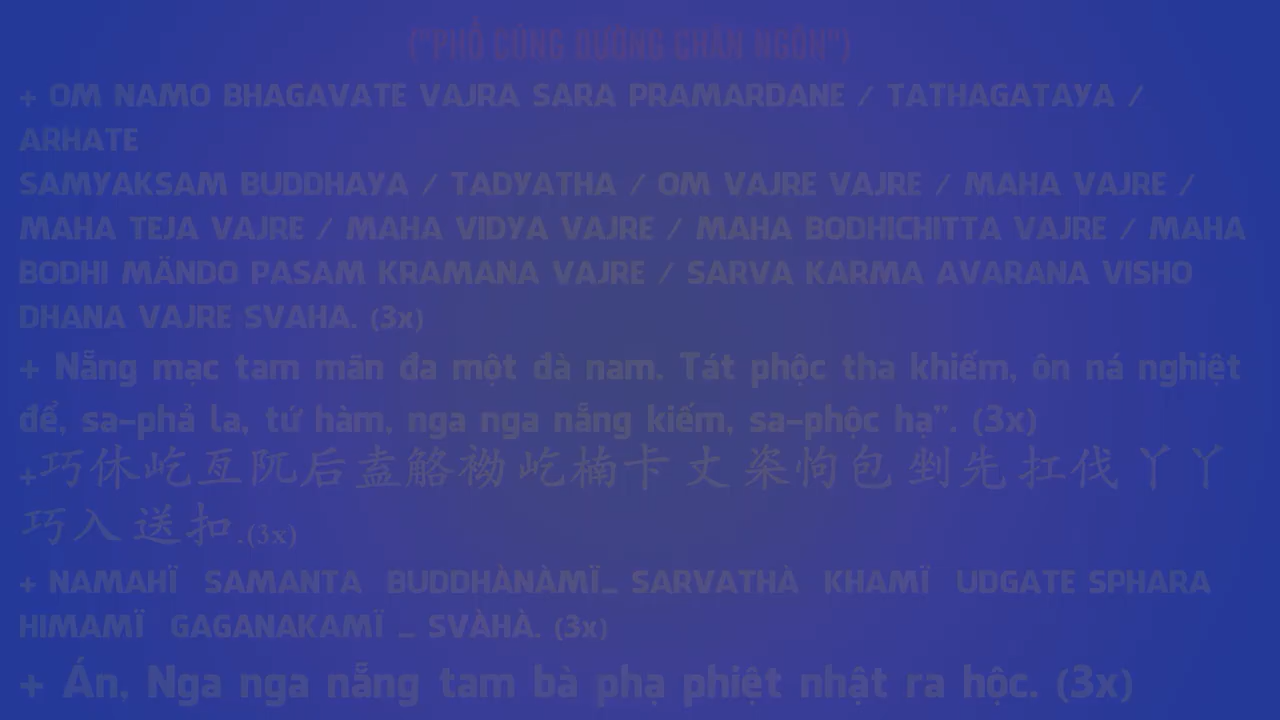 ("PHỔ CÚNG DƯỜNG CHÂN NGÔN")
+ OM NAMO BHAGAVATE VAJRA SARA PRAMARDANE / TATHAGATAYA /
ARHATE
SAMYAKSAM BUDDHAYA / TADYATHA / OM VAJRE VAJRE / MAHA VAJRE /
MAHA TEJA VAJRE / MAHA VIDYA VAJRE / MAHA BODHICHITTA VAJRE / MAHA
BODHI MÄNDO PASAM KRAMANA VAJRE / SARVA KARMA AVARANA VISHO
DHANA VAJRE SVAHA. (3x)
+ Nẵng mạc tam mãn đa một đà nam. Tát phộc tha khiếm, ôn ná nghiệt
để, sa-phả la, tứ hàm, nga nga nẵng kiếm, sa-phộc hạ". (3x)
+巧休屹亙阢后盍觡袎屹楠卡丈栥怐包剉先扛伐丫丫
巧入送扣.(3x)
+ NAMAHÏ SAMANTA BUDDHÀNÀMÏ_ SARVATHÀ KHAMÏ UDGATE SPHARA
HIMAMÏ GAGANAKAMÏ _ SVÀHÀ. (3x)
+ Án, Nga nga nẵng tam bà phạ phiệt nhật ra hộc. (3x)